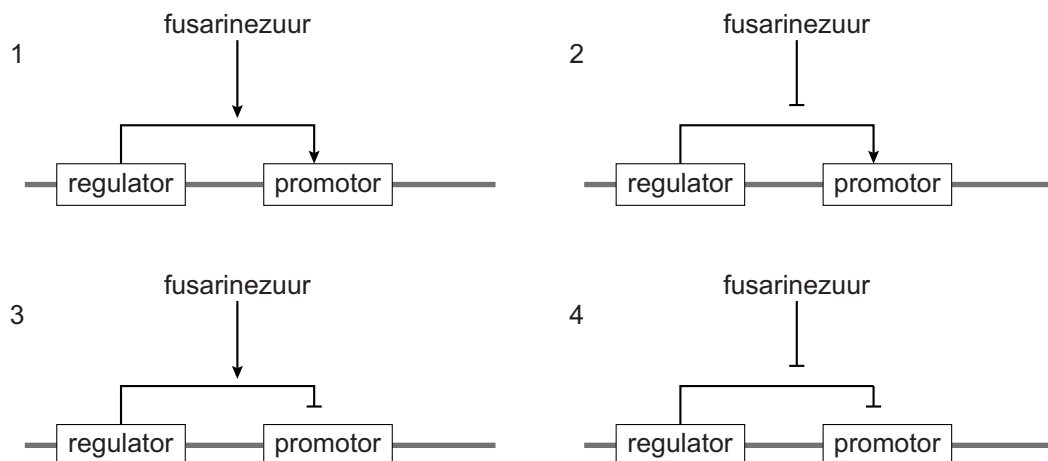 fusarinezuur
1
regulator promotor
fusarinezuur
2
regulator promotor
fusarinezuur
3
regulator promotor
fusarinezuur
4
regulator promotor